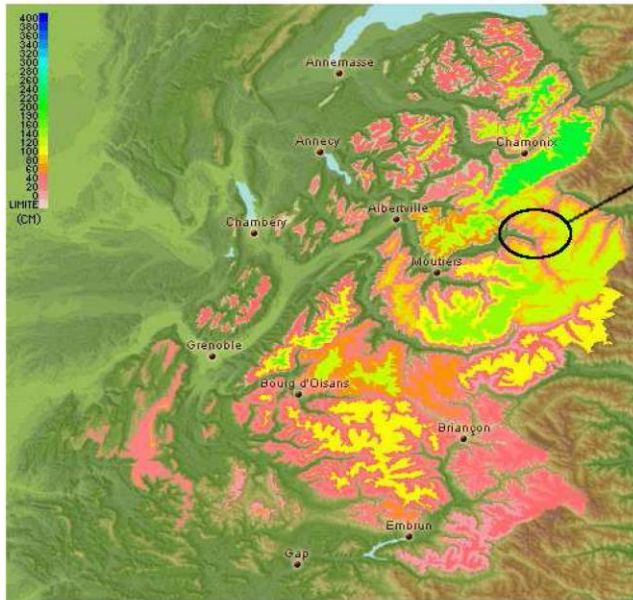 400
380
360
340
320
300
280
260
240
220
200
180
160
140
120
100
80
60
40
20
0
LIMITE
(CM)
Annemasse
Annecy
Chamonix
Albertville
Chambéry
Moutiers
Grenoble
Bourg d'Oisans
Briançon
Embrun
Gap